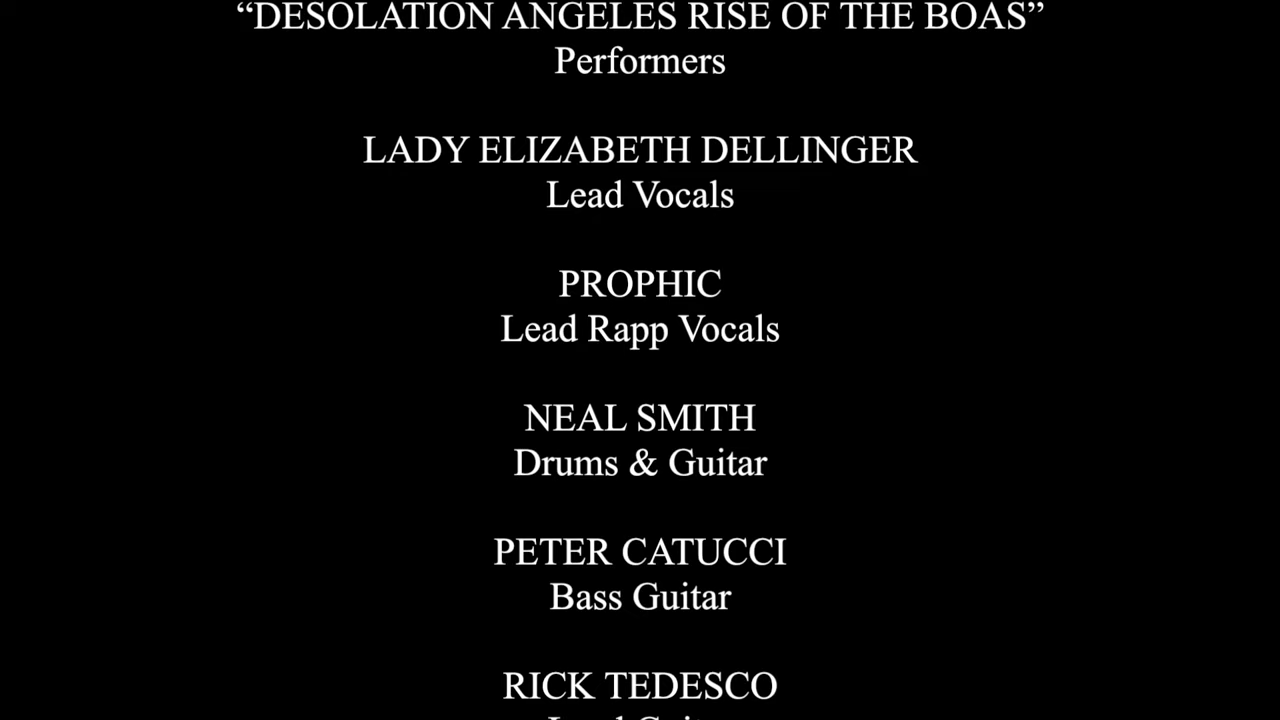 “DESOLATION ANGELES RISE OF THE BOAS”
Performers
LADY ELIZABETH DELLINGER
Lead Vocals
PROPHIC
Lead Rapp Vocals
NEAL SMITH
Drums & Guitar
PETER CATUCCI
Bass Guitar
RICK TEDESCO